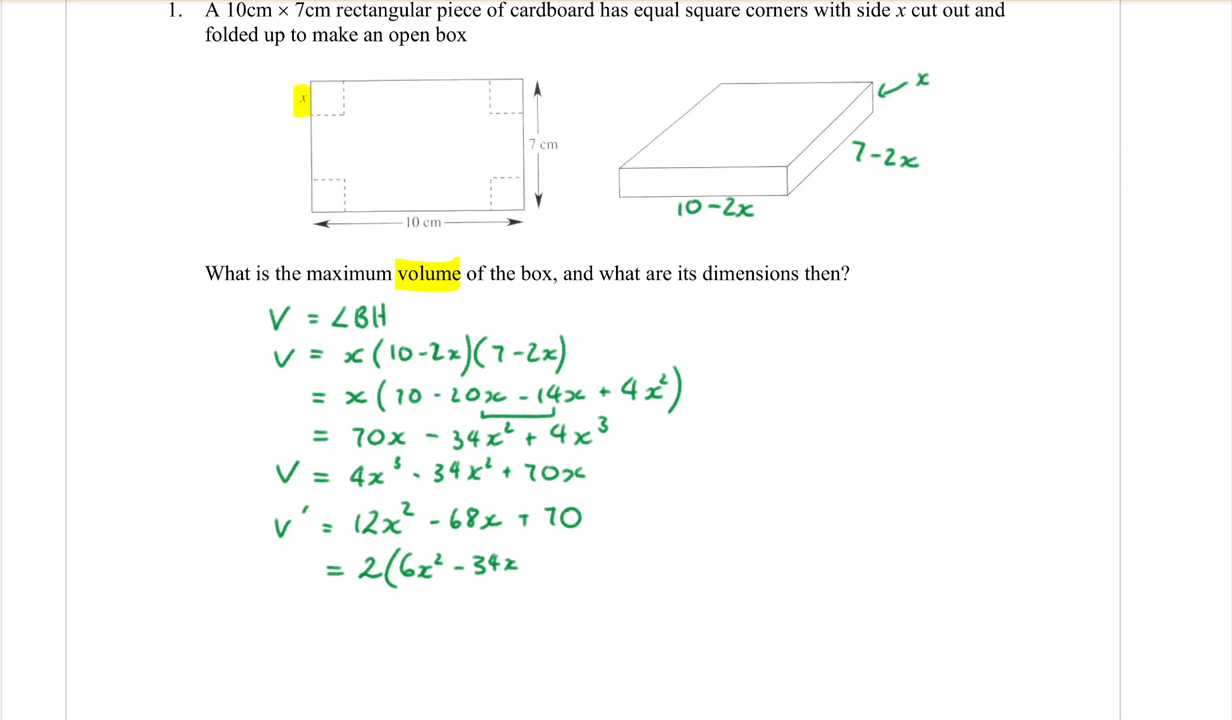 1. A 10cm × 7cm rectangular piece of cardboard has equal square corners with side x cut out and
folded up to make an open box
x
x
7 cm
7-2x
10-2x
10 cm
What is the maximum volume of the box, and what are its dimensions then?
V = LBH
V = x(10-2x)(7-2x)
= x(70-20x-14x+4x²)
= 70x - 34x² + 4x³
V = 4x³ - 34x² + 70x
V' = 12x² - 68x + 70
= 2(6x² - 34x